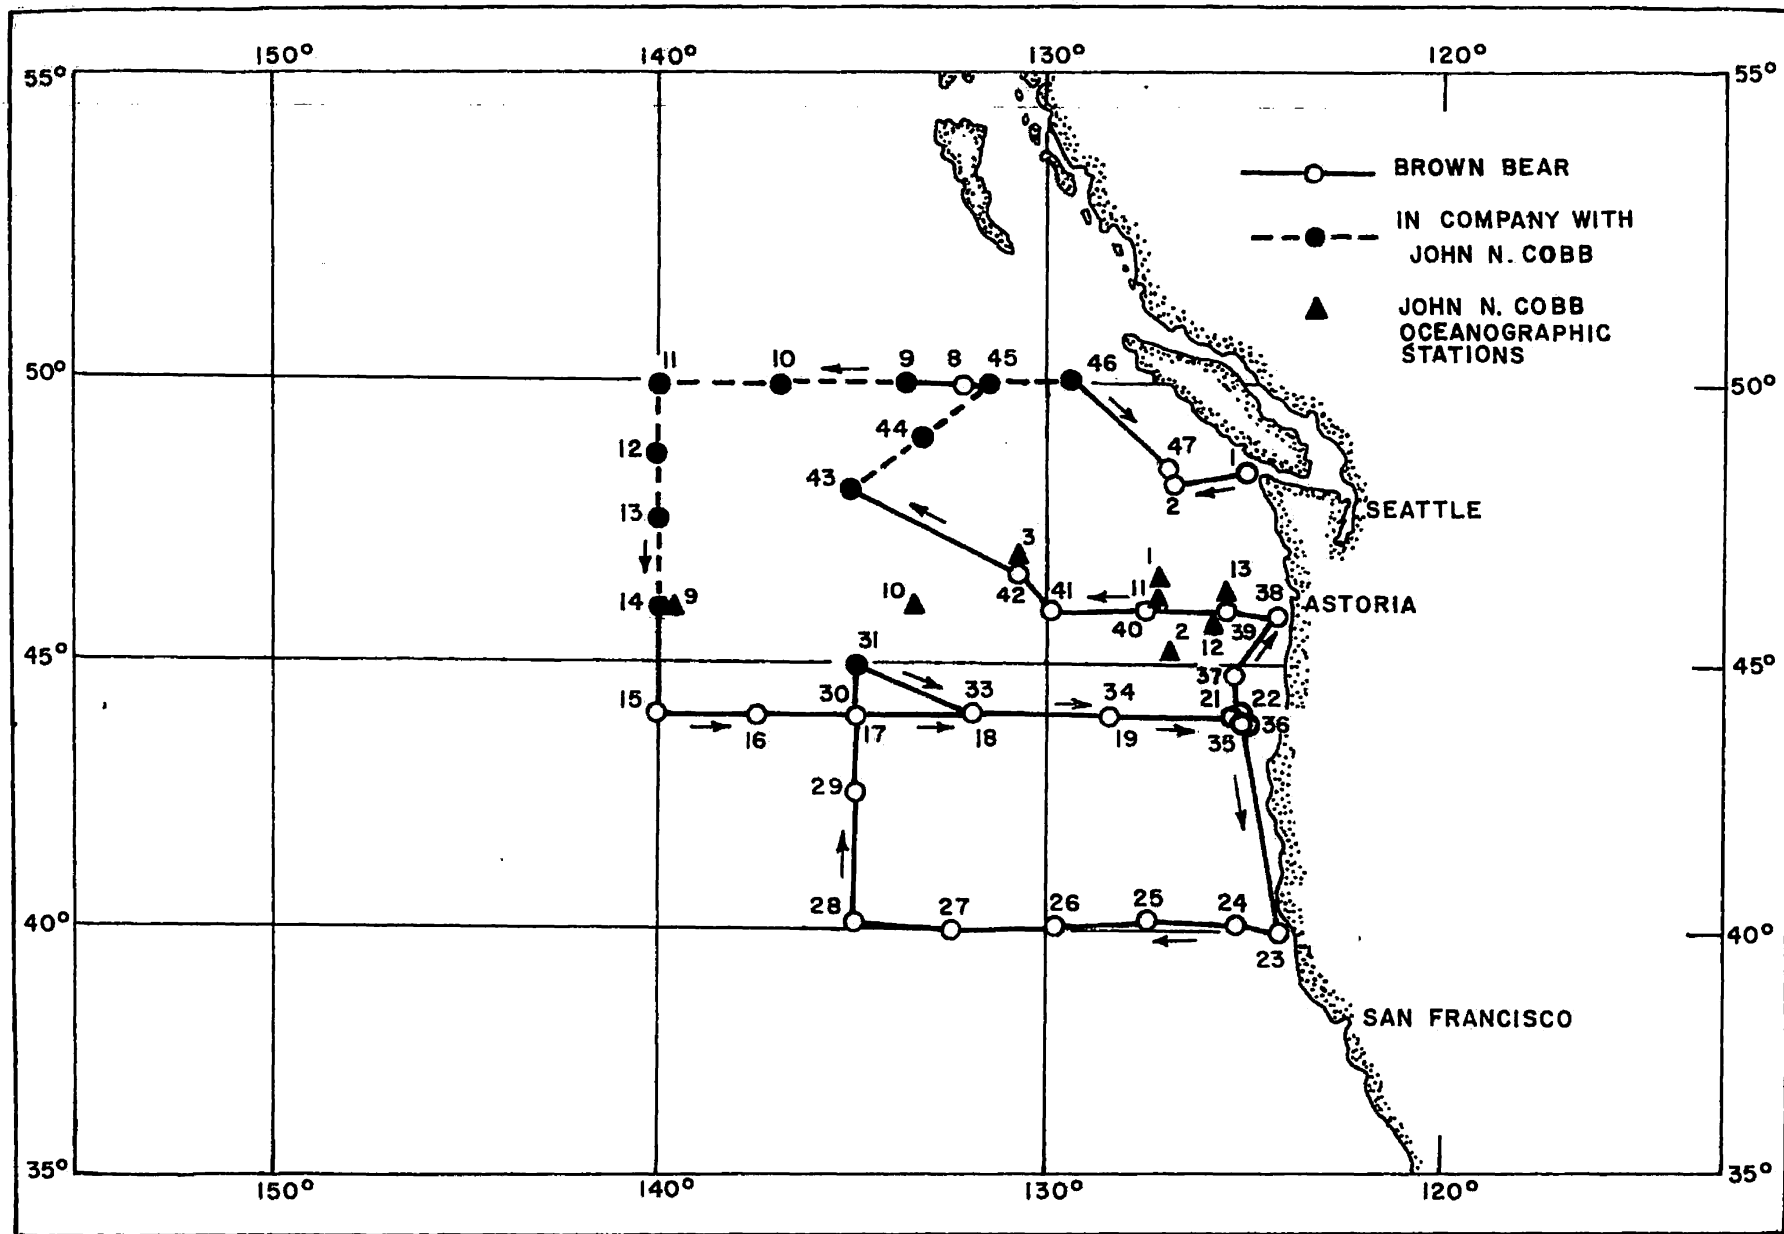 150° 140° 130° 120°
55° 55°
BROWN BEAR
IN COMPANY WITH
JOHN N. COBB
JOHN N. COBB
OCEANOGRAPHIC
STATIONS
11 10 9 8 45 46
50° 50°
44 47 1
12
43 2
13 SEATTLE
3 1 13
14 9 10 42 41 11 38 ASTORIA
40 2 12 39
31
45° 37 45°
15 30 33 34 21 22
16 17 18 19 35 36
29
28 27 26 25 24
40° 40°
23
SAN FRANCISCO
35° 35°
150° 140° 130° 120°